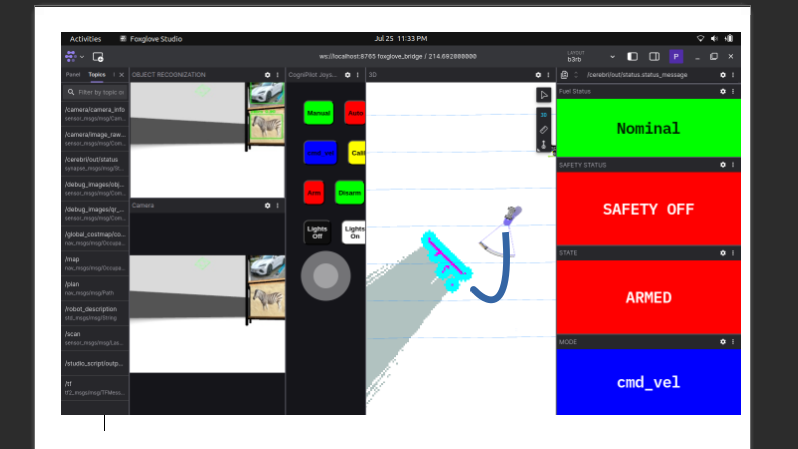 Activities Foxglove Studio Jul 25 11:33 PM
ws://localhost:8765 foxglove_bridge / 214.692000000
LAYOUT
b3rb
P
Panel Topics
Filter by topic or
/camera/camera_info
sensor_msgs/msg/Cam...
/camera/image_raw...
sensor_msgs/msg/Com...
/cerebri/out/status
synapse_msgs/msg/St...
/debug_images/obj...
sensor_msgs/msg/Com...
/debug_images/qr_...
sensor_msgs/msg/Com...
/global_costmap/co...
nav_msgs/msg/Occupa...
/map
nav_msgs/msg/Occupa...
/plan
nav_msgs/msg/Path
/robot_description
std_msgs/msg/String
/scan
sensor_msgs/msg/Las...
/studio_script/outp...
/tf
tf2_msgs/msg/TFMess...
OBJECT RECOGNIZATION
Camera
CogniPilot Joys...
Manual
Auto
cmd_vel
Cali
Arm
Disarm
Lights
Off
Lights
On
3D
3D
/cerebri/out/status.status_message
Fuel Status
Nominal
SAFETY STATUS
SAFETY OFF
STATE
ARMED
MODE
cmd_vel